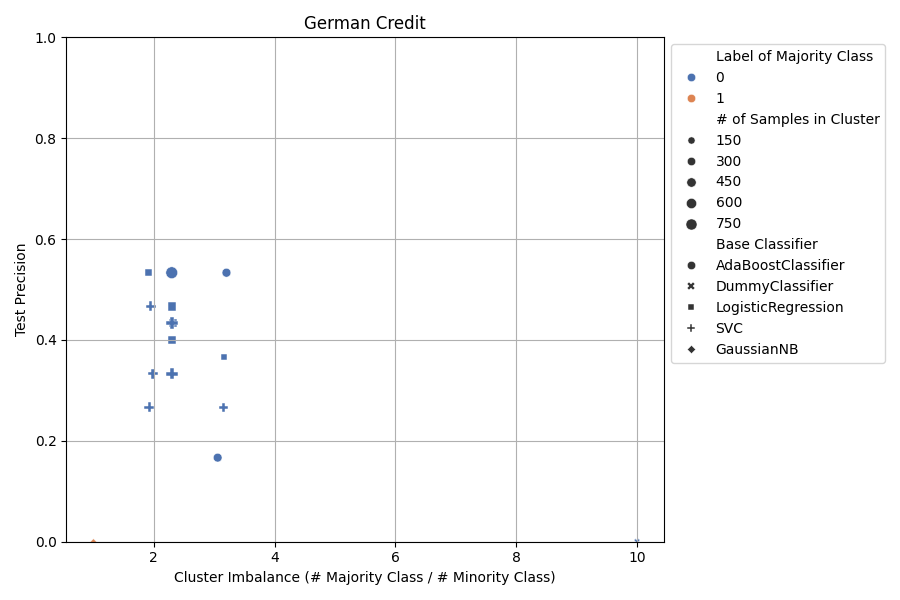 German Credit
1.0
0.8
0.6
0.4
0.2
0.0
Test Precision
2
4
6
8
10
Cluster Imbalance (# Majority Class / # Minority Class)
Label of Majority Class
0
1
# of Samples in Cluster
150
300
450
600
750
Base Classifier
AdaBoostClassifier
DummyClassifier
LogisticRegression
SVC
GaussianNB